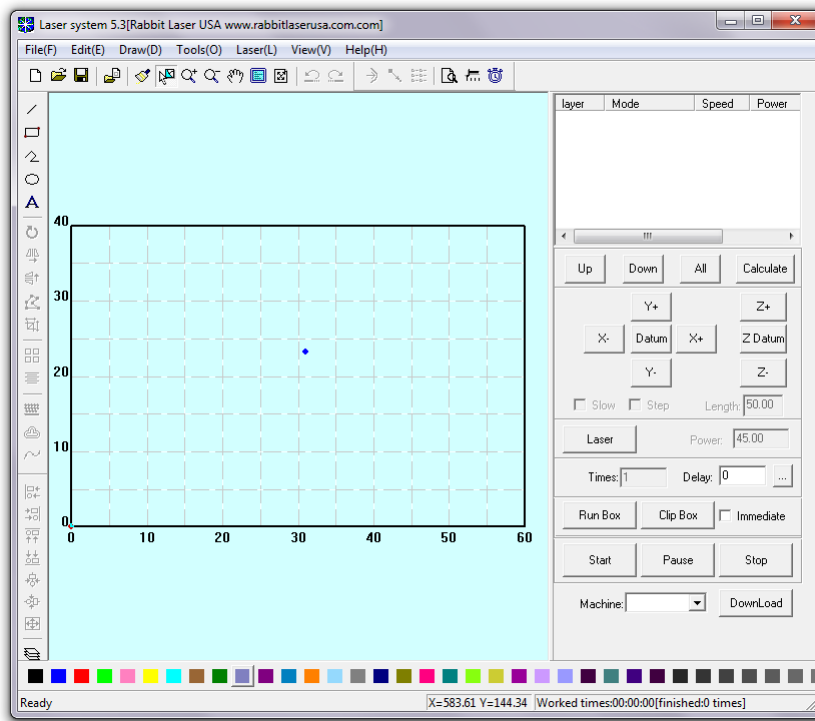 Laser system 5.3[Rabbit Laser USA www.rabbitlaserusa.com.com]
File(F) Edit(E) Draw(D) Tools(O) Laser(L) View(V) Help(H)
layer Mode Speed Power
A
40
30
20
10
0
0 10 20 30 40 50 60
Up Down All Calculate
Y+ Z+
X- Datum X+ Z Datum
Y- Z-
Slow Step Length: 50.00
Laser Power: 45.00
Times: 1 Delay: 0 ...
Run Box Clip Box Immediate
Start Pause Stop
Machine: DownLoad
Ready X=583.61 Y=144.34 Worked times:00:00:00[finished:0 times]